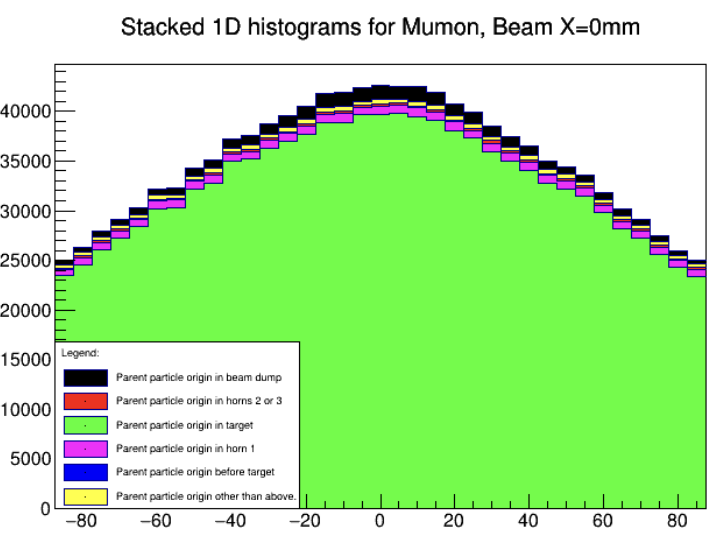 Stacked 1D histograms for Mumon, Beam X=0mm
40000
35000
30000
25000
20000
15000
10000
5000
0
Legend:
Parent particle origin in beam dump
Parent particle origin in horns 2 or 3
Parent particle origin in target
Parent particle origin in horn 1
Parent particle origin before target
Parent particle origin other than above.
−80 −60 −40 −20 0 20 40 60 80